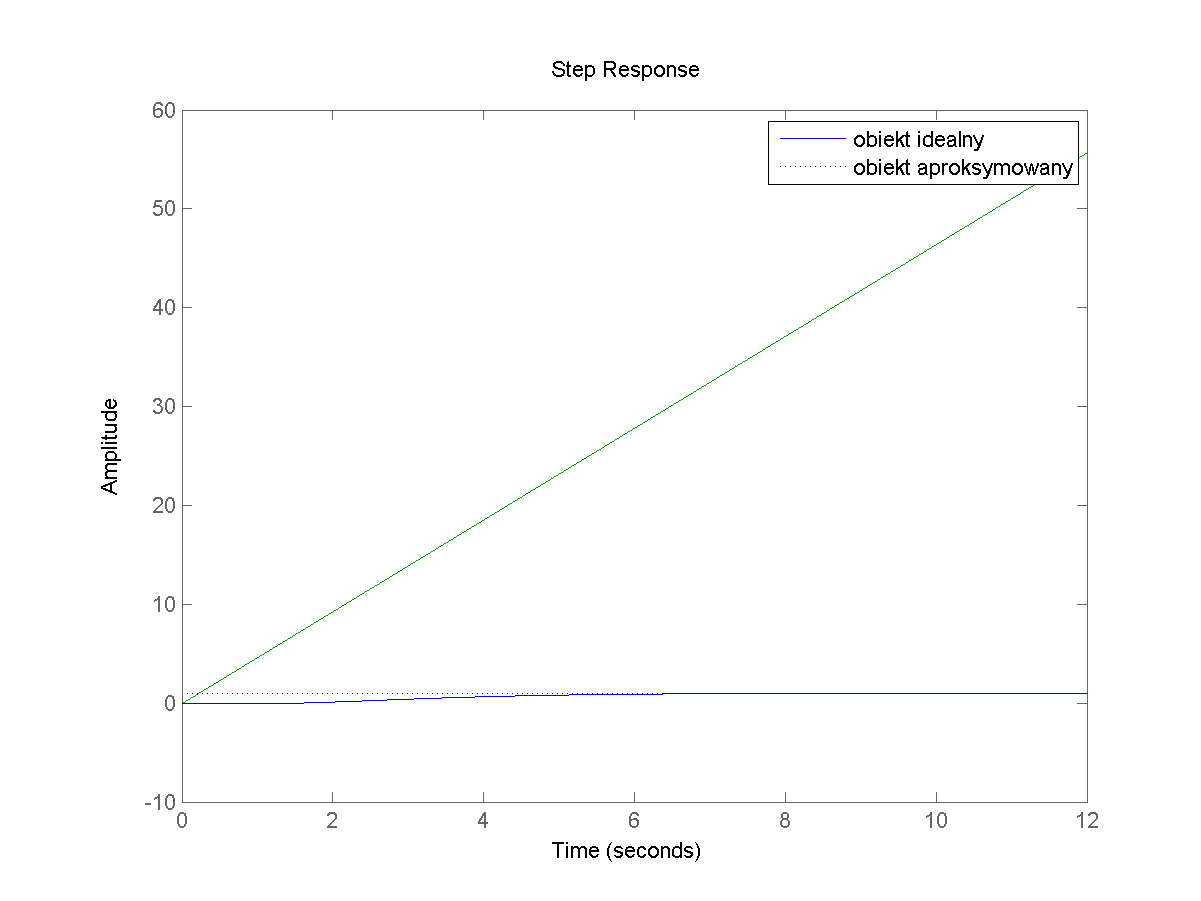 Step Response
60
50
40
30
20
10
0
-10
Amplitude
obiekt idealny
obiekt aproksymowany
0 2 4 6 8 10 12
Time (seconds)